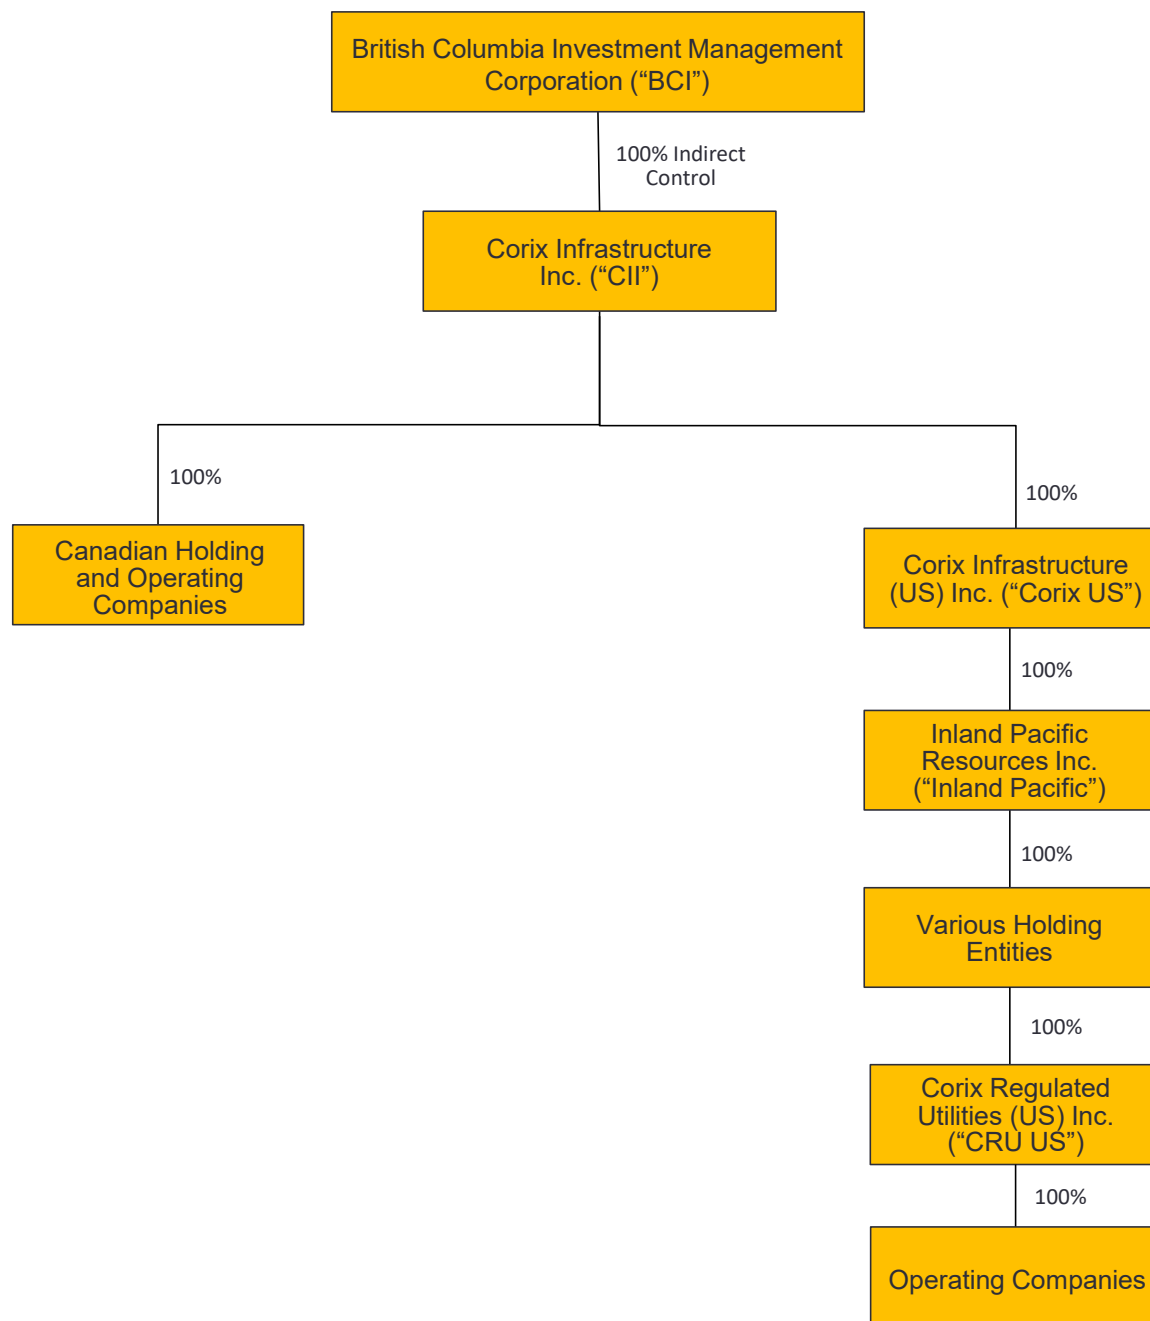 British Columbia Investment Management
Corporation (“BCI”)
100% Indirect
Control
Corix Infrastructure
Inc. (“CII”)
100%
100%
Canadian Holding
and Operating
Companies
Corix Infrastructure
(US) Inc. (“Corix US”)
100%
Inland Pacific
Resources Inc.
(“Inland Pacific”)
100%
Various Holding
Entities
100%
Corix Regulated
Utilities (US) Inc.
(“CRU US”)
100%
Operating Companies